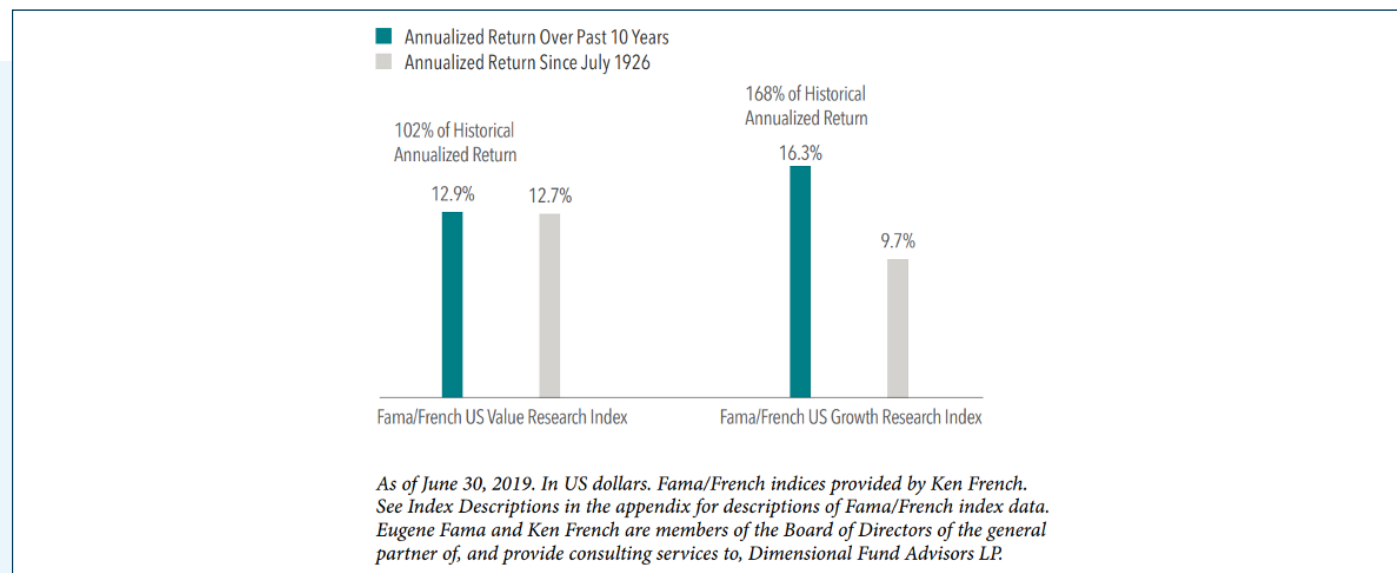 Annualized Return Over Past 10 Years
Annualized Return Since July 1926
168% of Historical
Annualized Return
16.3%
102% of Historical
Annualized Return
12.9%
12.7%
9.7%
Fama/French US Value Research Index
Fama/French US Growth Research Index
As of June 30, 2019. In US dollars. Fama/French indices provided by Ken French.
See Index Descriptions in the appendix for descriptions of Fama/French index data.
Eugene Fama and Ken French are members of the Board of Directors of the general
partner of, and provide consulting services to, Dimensional Fund Advisors LP.